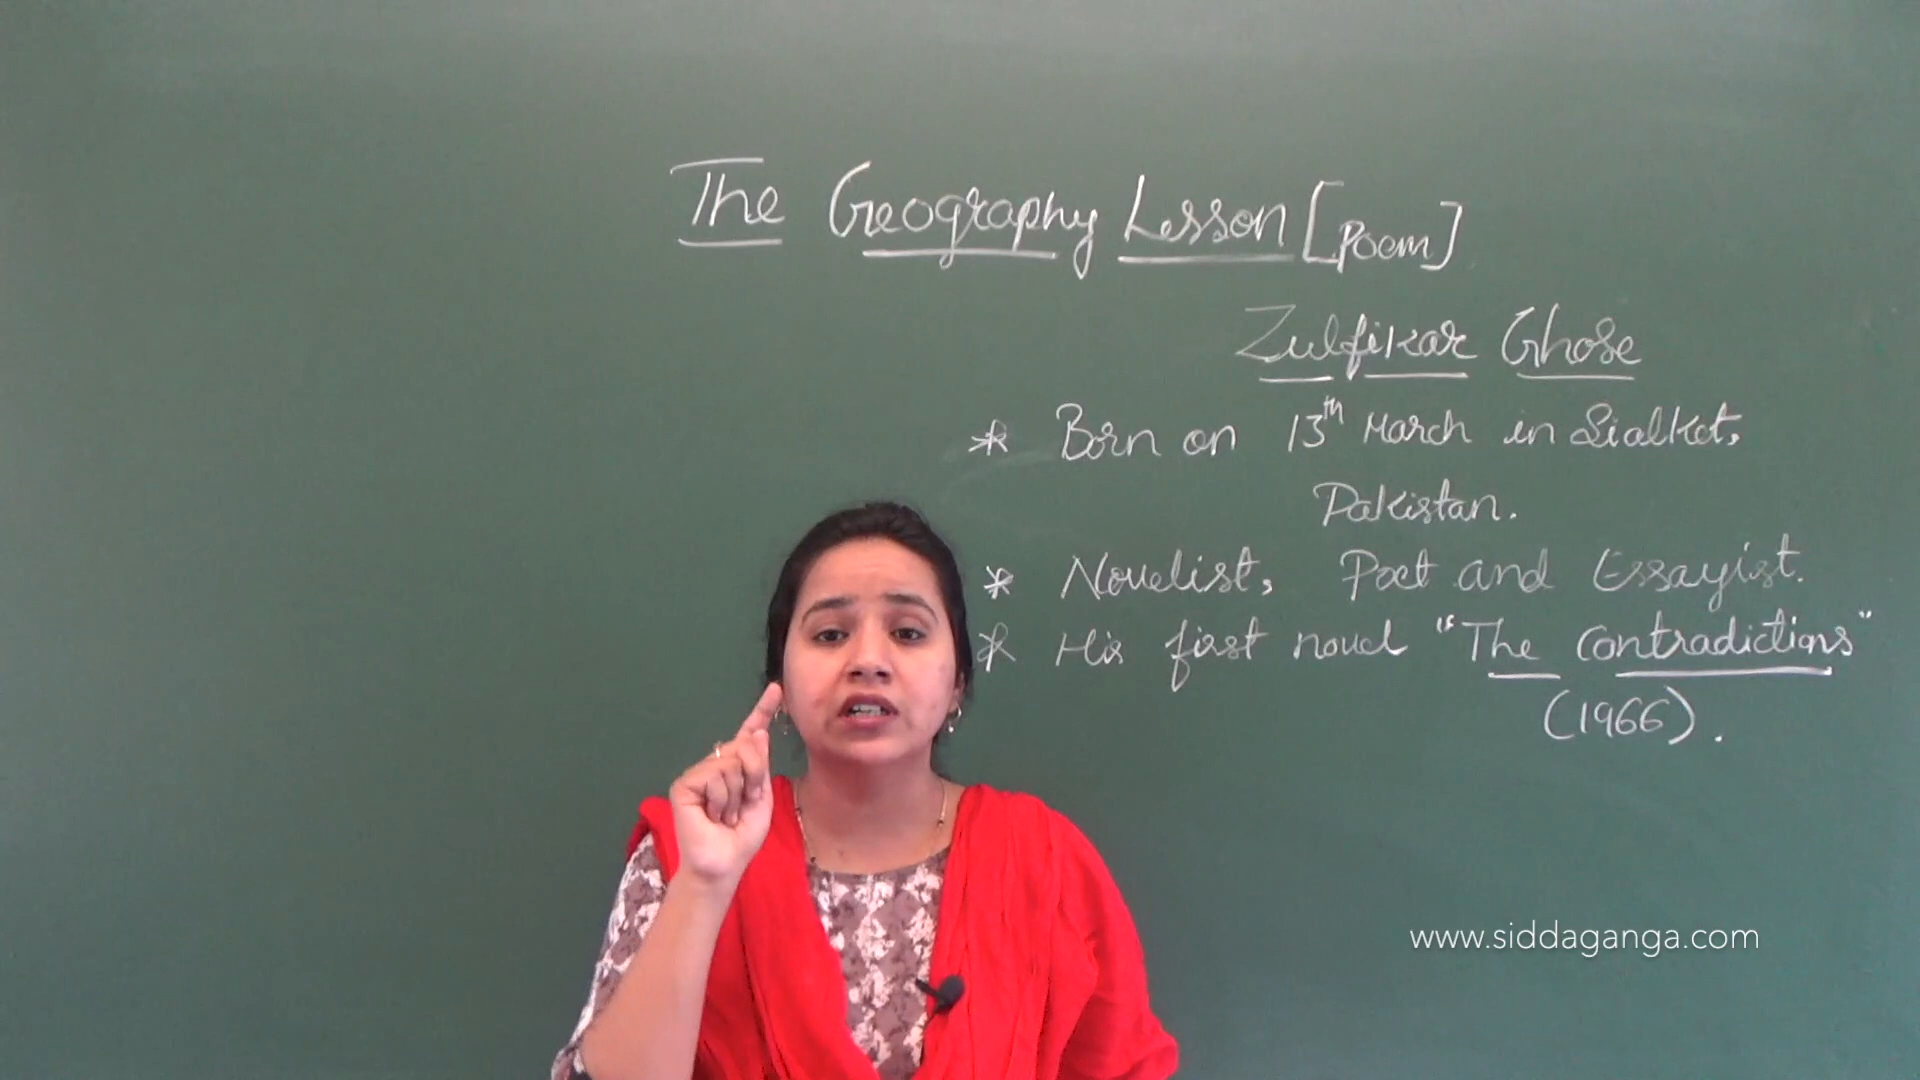 The Geography Lesson [Poem]
Zulfikar Ghose
* Born on 13th March in Sialkot,
Pakistan.
* Novelist, Poet and Essayist.
* His first novel "The Contradictions"
(1966).
www.siddaganga.com